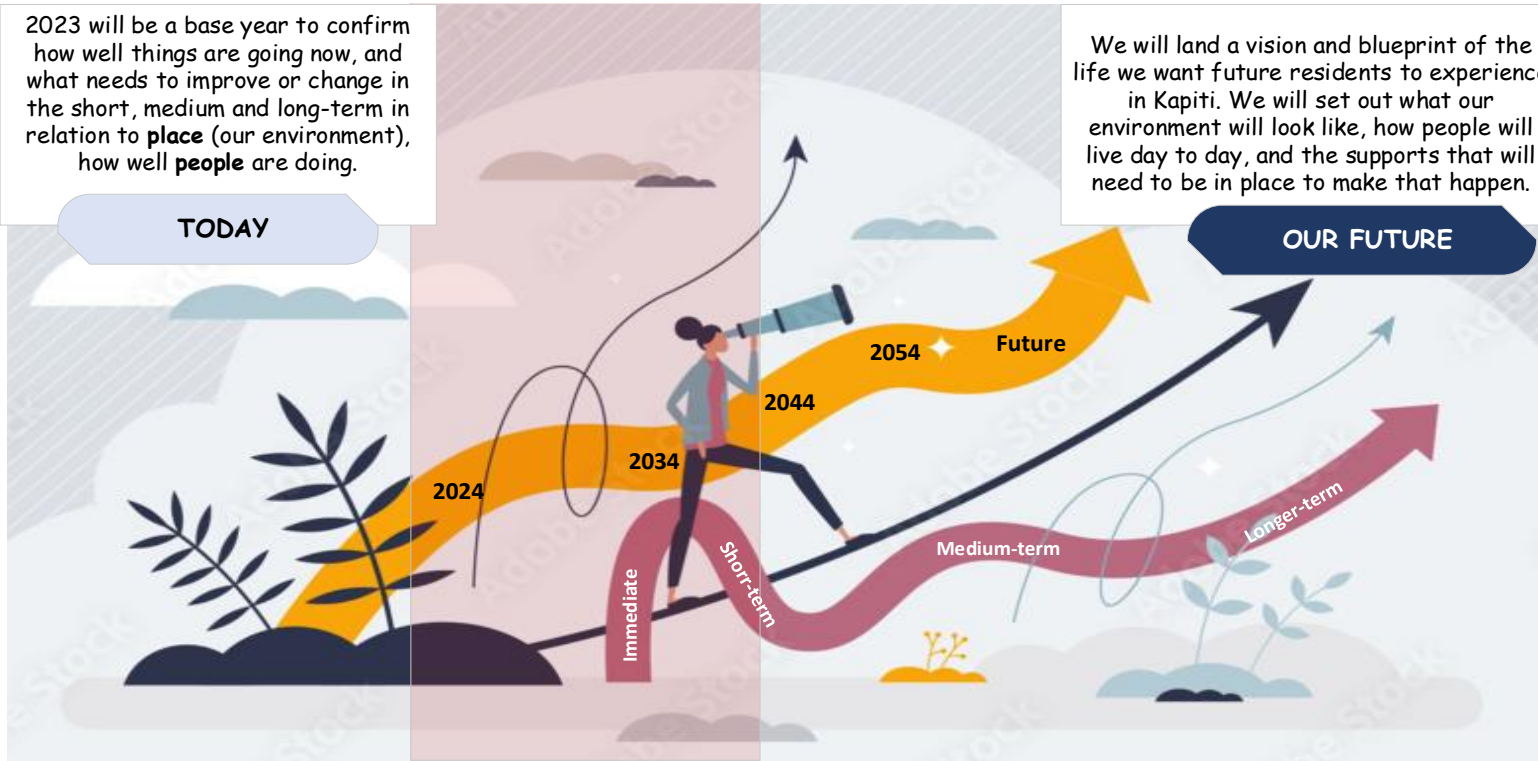 2023 will be a base year to confirm
how well things are going now, and
what needs to improve or change in
the short, medium and long-term in
relation to place (our environment),
how well people are doing.
TODAY
We will land a vision and blueprint of the
life we want future residents to experience
in Kapiti. We will set out what our
environment will look like, how people will
live day to day, and the supports that will
need to be in place to make that happen.
OUR FUTURE
2024
2034
2044
2054
Future
Immediate
Shorr-term
Medium-term
Longer-term
Adobe Stock